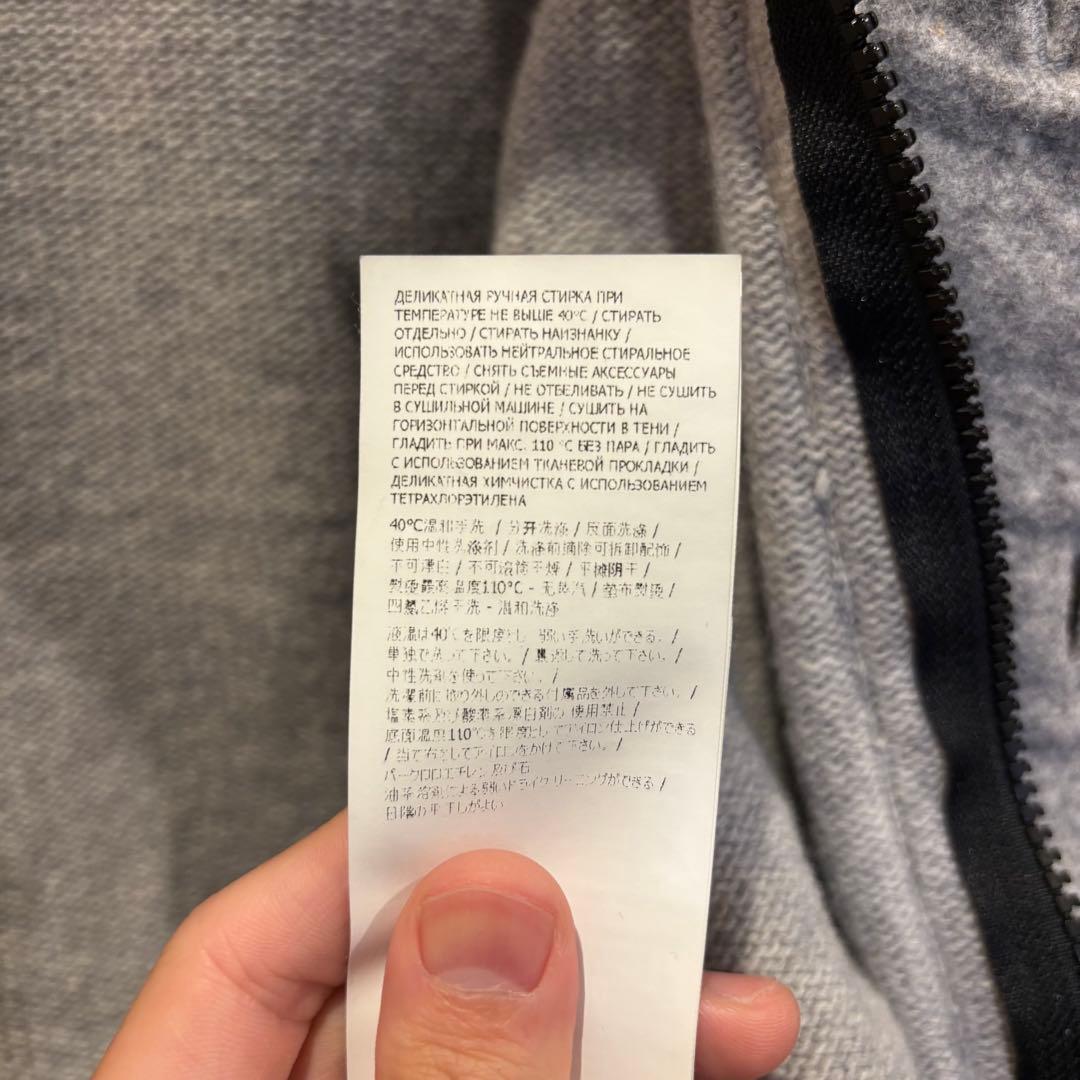 ДЕЛИКАТНАЯ РУЧНАЯ СТИРКА ПРИ
ТЕМПЕРАТУРЕ НЕ ВЫШЕ 40°C / СТИРАТЬ
ОТДЕЛЬНО / СТИРАТЬ НАИЗНАНКУ /
ИСПОЛЬЗОВАТЬ НЕЙТРАЛЬНОЕ СТИРАЛЬНОЕ
СРЕДСТВО / СНЯТЬ СЪЕМНЫЕ АКСЕССУАРЫ
ПЕРЕД СТИРКОЙ / НЕ ОТБЕЛИВАТЬ / НЕ СУШИТЬ
В СУШИЛЬНОЙ МАШИНЕ / СУШИТЬ НА
ГОРИЗОНТАЛЬНОЙ ПОВЕРХНОСТИ В ТЕНИ /
ГЛАДИТЬ ПРИ МАКС. 110 °C БЕЗ ПАРА / ГЛАДИТЬ
С ИСПОЛЬЗОВАНИЕМ ТКАНЕВОЙ ПРОКЛАДКИ /
ДЕЛИКАТНАЯ ХИМЧИСТКА С ИСПОЛЬЗОВАНИЕМ
ТЕТРАХЛОРЭТИЛЕНА
40°C温和手洗 / 分开洗涤 / 反面洗涤 /
使用中性洗涤剂 / 洗涤前摘除可拆卸配饰 /
不可漂白 / 不可滚筒干燥 / 平摊阴干 /
熨烫最高温度110°C - 无蒸汽 / 垫布熨烫 /
四氯乙烯干洗 - 温和洗涤
液温は40℃を限度とし 弱い手洗いができる。 /
単独で洗って下さい。 / 裏返して洗って下さい。 /
中性洗剤を使って下さい。 /
洗濯前に取り外しのできる付属品を外して下さい。 /
塩素系及び酸素系漂白剤の 使用禁止 /
底面温度110℃を限度としてアイロン仕上げができる
/ 当て布をしてアイロンをかけて下さい。 /
パークロロエチレン 及び石
油系溶剤による弱いドライクリーニングができる /
日陰の平干しがよい